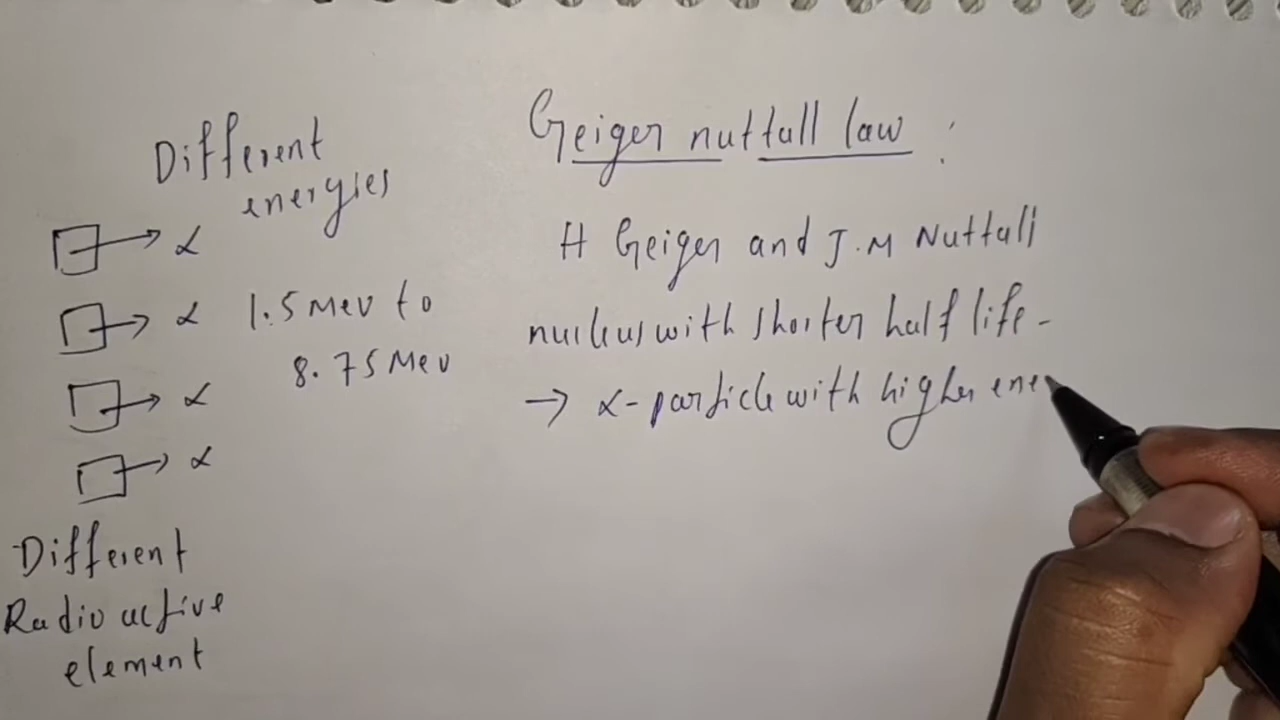 Different
energies
α
α 1.5 Mev to
8.75 Mev
α
α
Different
Radio active
element
Geiger nuttall law :
H Geiger and J.M Nuttall
nucleus with shorter half life -
→ α-particle with higher ene